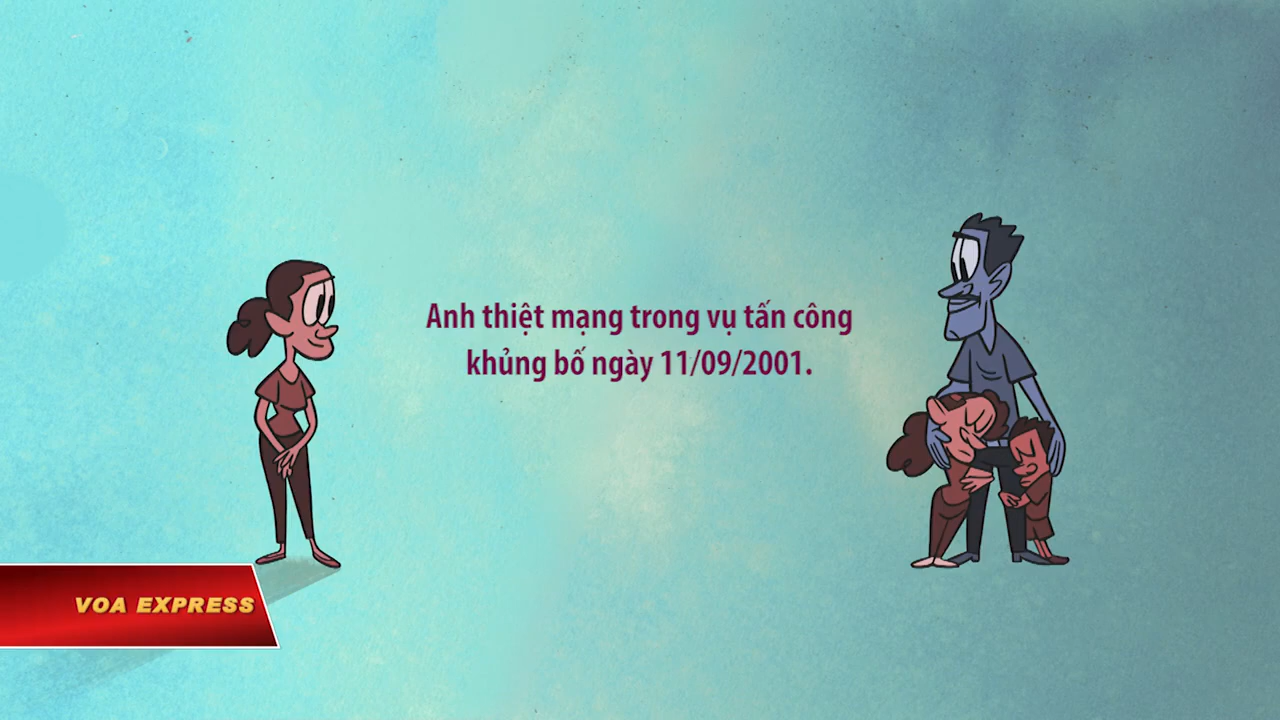 Anh thiệt mạng trong vụ tấn công
khủng bố ngày 11/09/2001.
VOA EXPRESS